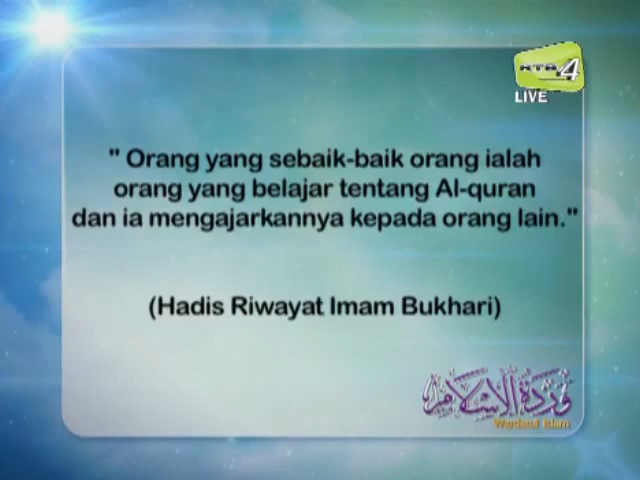 RTB 4
LIVE
" Orang yang sebaik-baik orang ialah
orang yang belajar tentang Al-quran
dan ia mengajarkannya kepada orang lain."
(Hadis Riwayat Imam Bukhari)
وردة الإسلام
Wardatul Islam